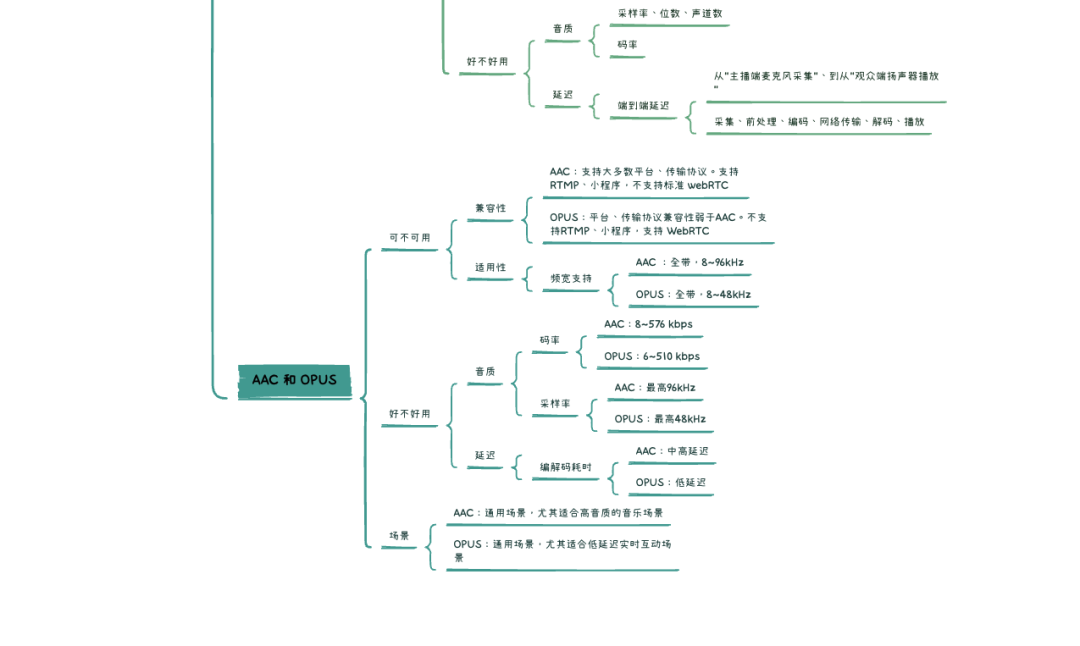 采样率、位数、声道数
音质
码率
好不好用
从"主播端麦克风采集"、到从"观众端扬声器播放
"
延迟
端到端延迟
采集、前处理、编码、网络传输、解码、播放
AAC：支持大多数平台、传输协议。支持
RTMP、小程序，不支持标准 webRTC
兼容性
OPUS：平台、传输协议兼容性弱于AAC。不支
持RTMP、小程序，支持 WebRTC
可不可用
适用性
频宽支持
AAC ：全带，8~96kHz
OPUS：全带，8~48kHz
AAC：8~576 kbps
码率
OPUS：6~510 kbps
音质
AAC：最高96kHz
采样率
OPUS：最高48kHz
AAC 和 OPUS
好不好用
延迟
AAC：中高延迟
编解码耗时
OPUS：低延迟
AAC：通用场景，尤其适合高音质的音乐场景
场景
OPUS：通用场景，尤其适合低延迟实时互动场
景